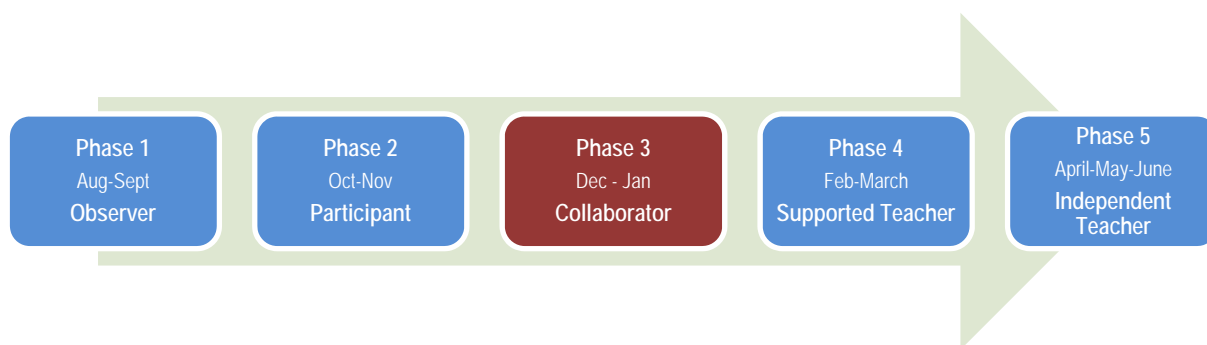 Phase 1
Aug-Sept
Observer
Phase 2
Oct-Nov
Participant
Phase 3
Dec - Jan
Collaborator
Phase 4
Feb-March
Supported Teacher
Phase 5
April-May-June
Independent
Teacher